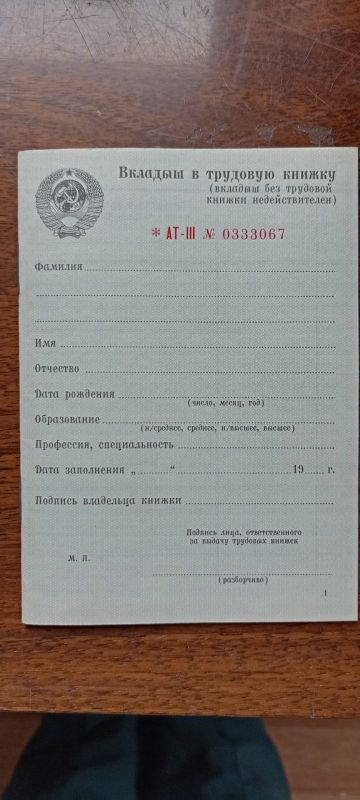 Вкладыш в трудовую книжку
(вкладыш без трудовой
книжки недействителен)
* АТ-III № 0333067
Фамилия
Имя
Отчество
Дата рождения
(число, месяц, год)
Образование
(н/среднее, среднее, н/высшее, высшее)
Профессия, специальность
Дата заполнения „ “ 19 г.
Подпись владельца книжки
Подпись лица, ответственного
за выдачу трудовых книжек
М. П.
(разборчиво)
1